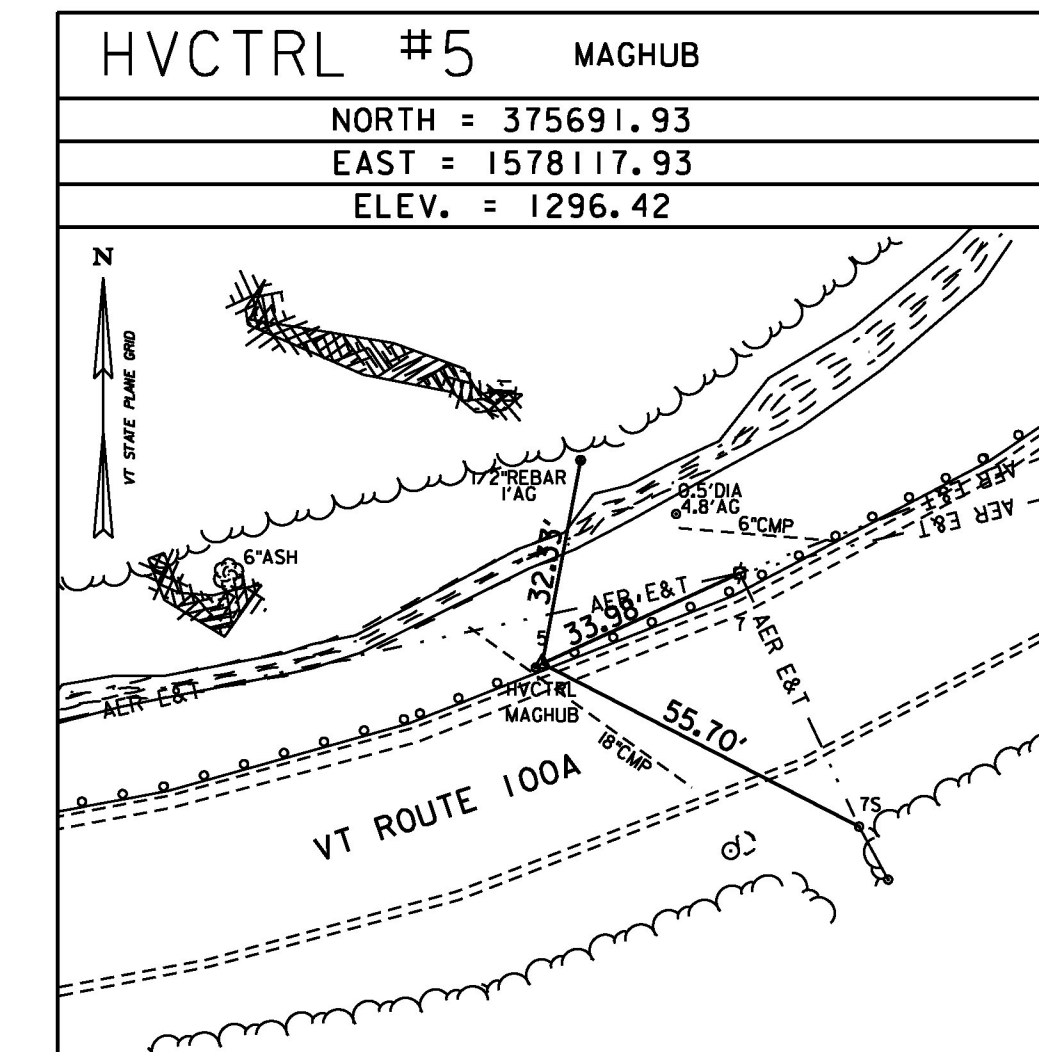 HVCTRL #5 MAGHUB
NORTH = 375691.93
EAST = 1578117.93
ELEV. = 1296.42
N
VT STATE PLANE GRID
1/2"REBAR
1'AG
0.5'DIA
4.8'AG
6"CMP
AER E&T
AER E&T
6"ASH
32.33'
AER E&T
33.98'
5
7
AER E&T
AER E&T
HVCTRL
MAGHUB
55.70'
18"CMP
VT ROUTE 100A
7S